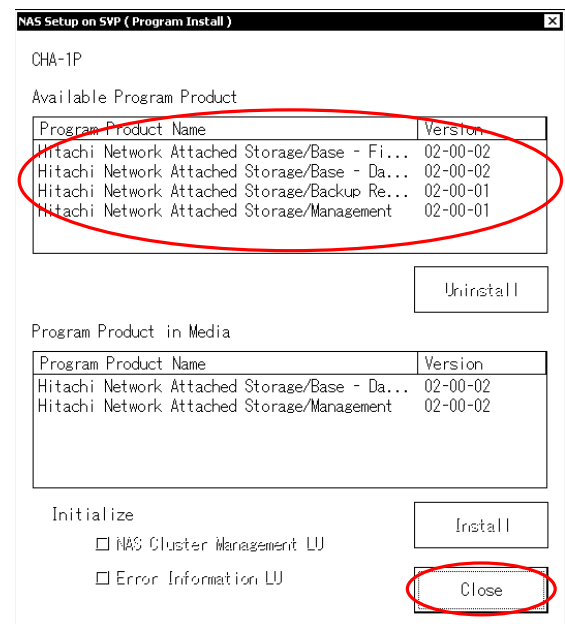 NAS Setup on SVP ( Program Install )
CHA-1P
Available Program Product
Program Product Name Version
Hitachi Network Attached Storage/Base - Fi... 02-00-02
Hitachi Network Attached Storage/Base - Da... 02-00-02
Hitachi Network Attached Storage/Backup Re... 02-00-01
Hitachi Network Attached Storage/Management 02-00-01
Uninstall
Program Product in Media
Program Product Name Version
Hitachi Network Attached Storage/Base - Da... 02-00-02
Hitachi Network Attached Storage/Management 02-00-02
Initialize
NAS Cluster Management LU
Install
Error Information LU
Close